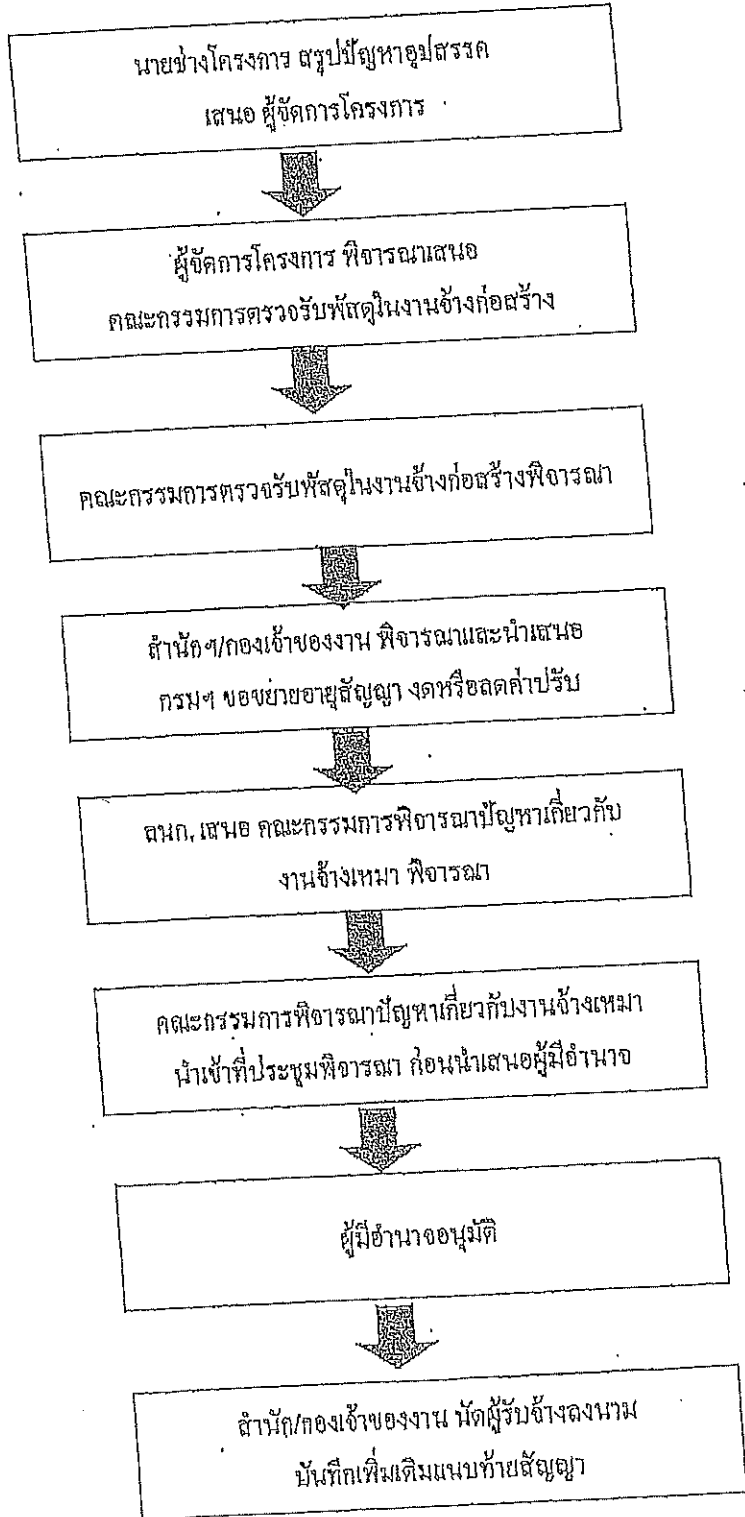 นายช่างโครงการ สรุปปัญหาอุปสรรค
เสนอ ผู้จัดการโครงการ
ผู้จัดการโครงการ พิจารณาเสนอ
คณะกรรมการตรวจรับพัสดุในงานจ้างก่อสร้าง
คณะกรรมการตรวจรับพัสดุในงานจ้างก่อสร้างพิจารณา
สำนักฯ/กองเจ้าของงาน พิจารณาและนำเสนอ
กรมฯ ขอขยายอายุสัญญา งดหรือลดค่าปรับ
ลนก. เสนอ คณะกรรมการพิจารณาปัญหาเกี่ยวกับ
งานจ้างเหมา พิจารณา
คณะกรรมการพิจารณาปัญหาเกี่ยวกับงานจ้างเหมา
นำเข้าที่ประชุมพิจารณา ก่อนนำเสนอผู้มีอำนาจ
ผู้มีอำนาจอนุมัติ
สำนัก/กองเจ้าของงาน นัดผู้รับจ้างลงนาม
บันทึกเพิ่มเติมแนบท้ายสัญญา